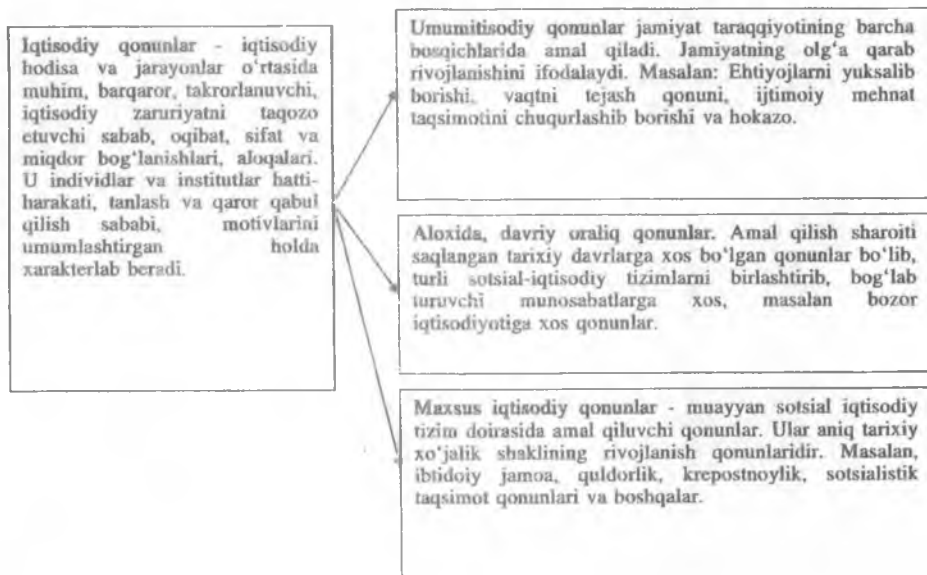 Iqtisodiy qonunlar - iqtisodiy
hodisa va jarayonlar o‘rtasida
muhim, barqaror, takrorlanuvchi,
iqtisodiy zaruriyatni taqozo
etuvchi sabab, oqibat, sifat va
miqdor bog‘lanishlari, aloqalari.
U individlar va institutlar hatti-
harakati, tanlash va qaror qabul
qilish sababi, motivlarini
umumlashtirgan holda
xarakterlab beradi.
Umumitisodiy qonunlar jamiyat taraqqiyotining barcha
bosqichlarida amal qiladi. Jamiyatning olg‘a qarab
rivojlanishini ifodalaydi. Masalan: Ehtiyojlarni yuksalib
borishi, vaqtni tejash qonuni, ijtimoiy mehnat
taqsimotini chuqurlashib borishi va hokazo.
Aloxida, davriy oraliq qonunlar. Amal qilish sharoiti
saqlangan tarixiy davrlarga xos bo‘lgan qonunlar bo‘lib,
turli sotsial-iqtisodiy tizimlarni birlashtirib, bog‘lab
turuvchi munosabatlarga xos, masalan bozor
iqtisodiyotiga xos qonunlar.
Maxsus iqtisodiy qonunlar - muayyan sotsial iqtisodiy
tizim doirasida amal qiluvchi qonunlar. Ular aniq tarixiy
xo‘jalik shaklining rivojlanish qonunlaridir. Masalan,
ibtidoiy jamoa, quldorlik, krepostnoylik, sotsialistik
taqsimot qonunlari va boshqalar.